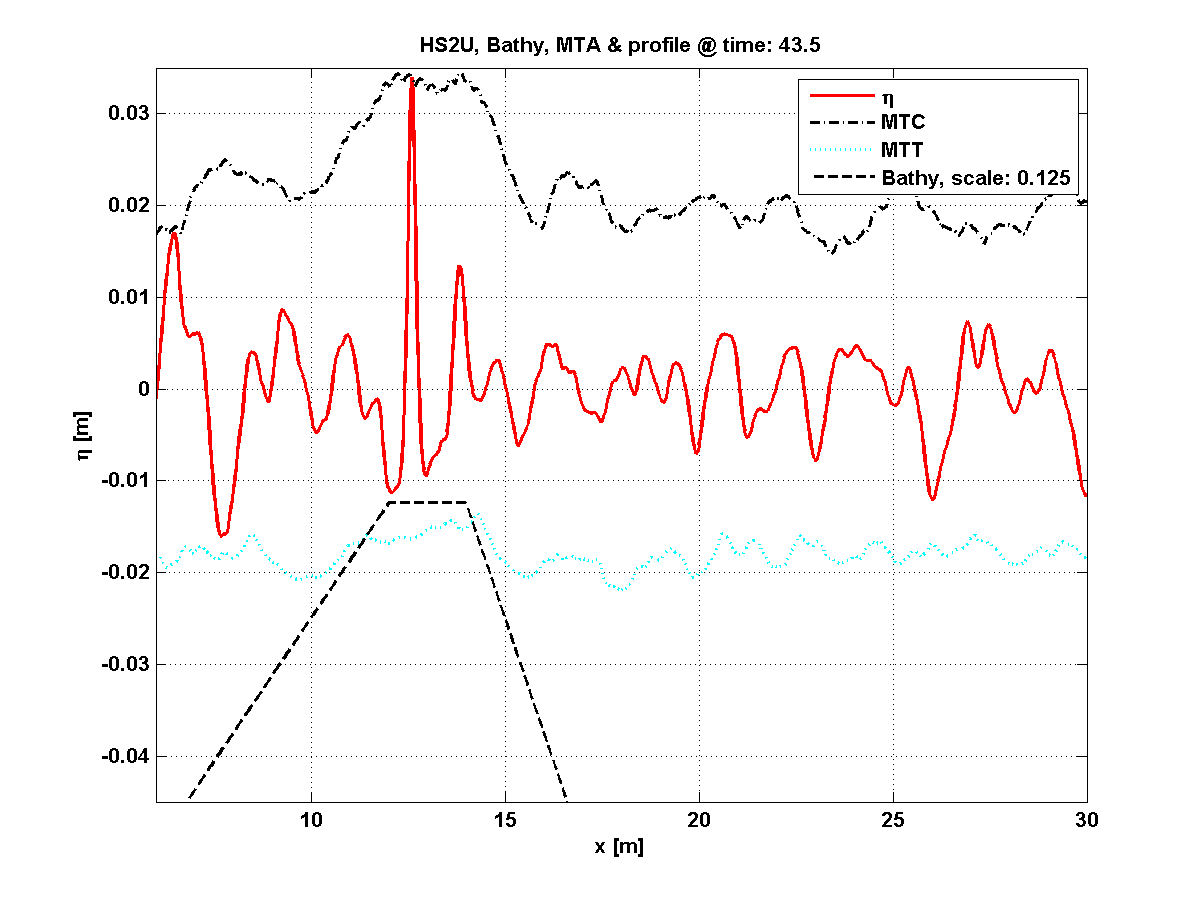 HS2U, Bathy, MTA & profile @ time: 43.5
η
MTC
MTT
Bathy, scale: 0.125
0.03
0.02
0.01
0
-0.01
-0.02
-0.03
-0.04
η [m]
10
15
20
25
30
x [m]